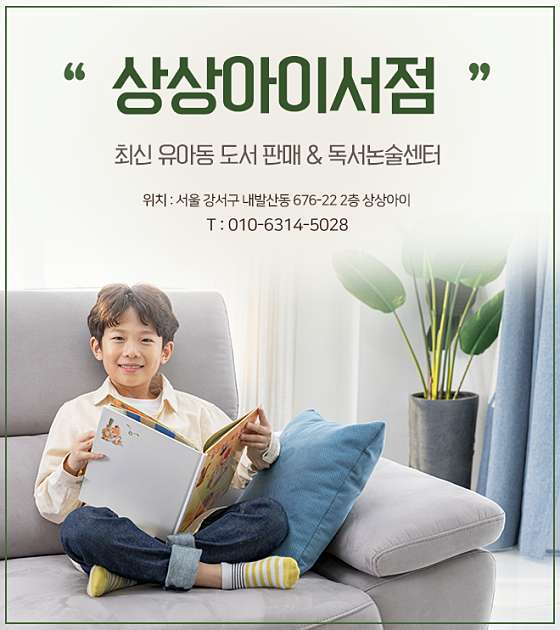 “ 상상아이서점 ”
최신 유아동 도서 판매 & 독서논술센터
위치 : 서울 강서구 내발산동 676-22 2층 상상아이
T : 010-6314-5028